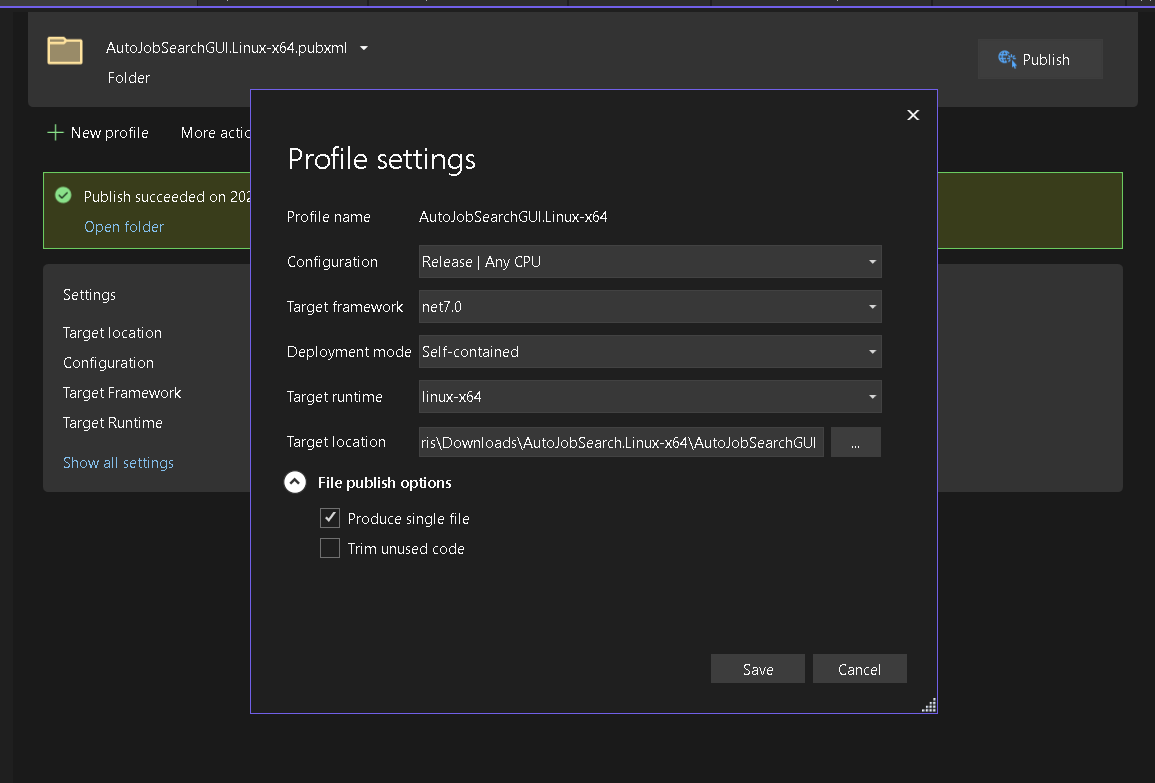 AutoJobSearchGUI.Linux-x64.pubxml
Folder
Publish
New profile
More actio
Publish succeeded on 202
Open folder
Settings
Target location
Configuration
Target Framework
Target Runtime
Show all settings
Profile settings
Profile name AutoJobSearchGUI.Linux-x64
Configuration Release | Any CPU
Target framework net7.0
Deployment mode Self-contained
Target runtime linux-x64
Target location ris\Downloads\AutoJobSearch.Linux-x64\AutoJobSearchGUI ...
File publish options
Produce single file
Trim unused code
Save
Cancel